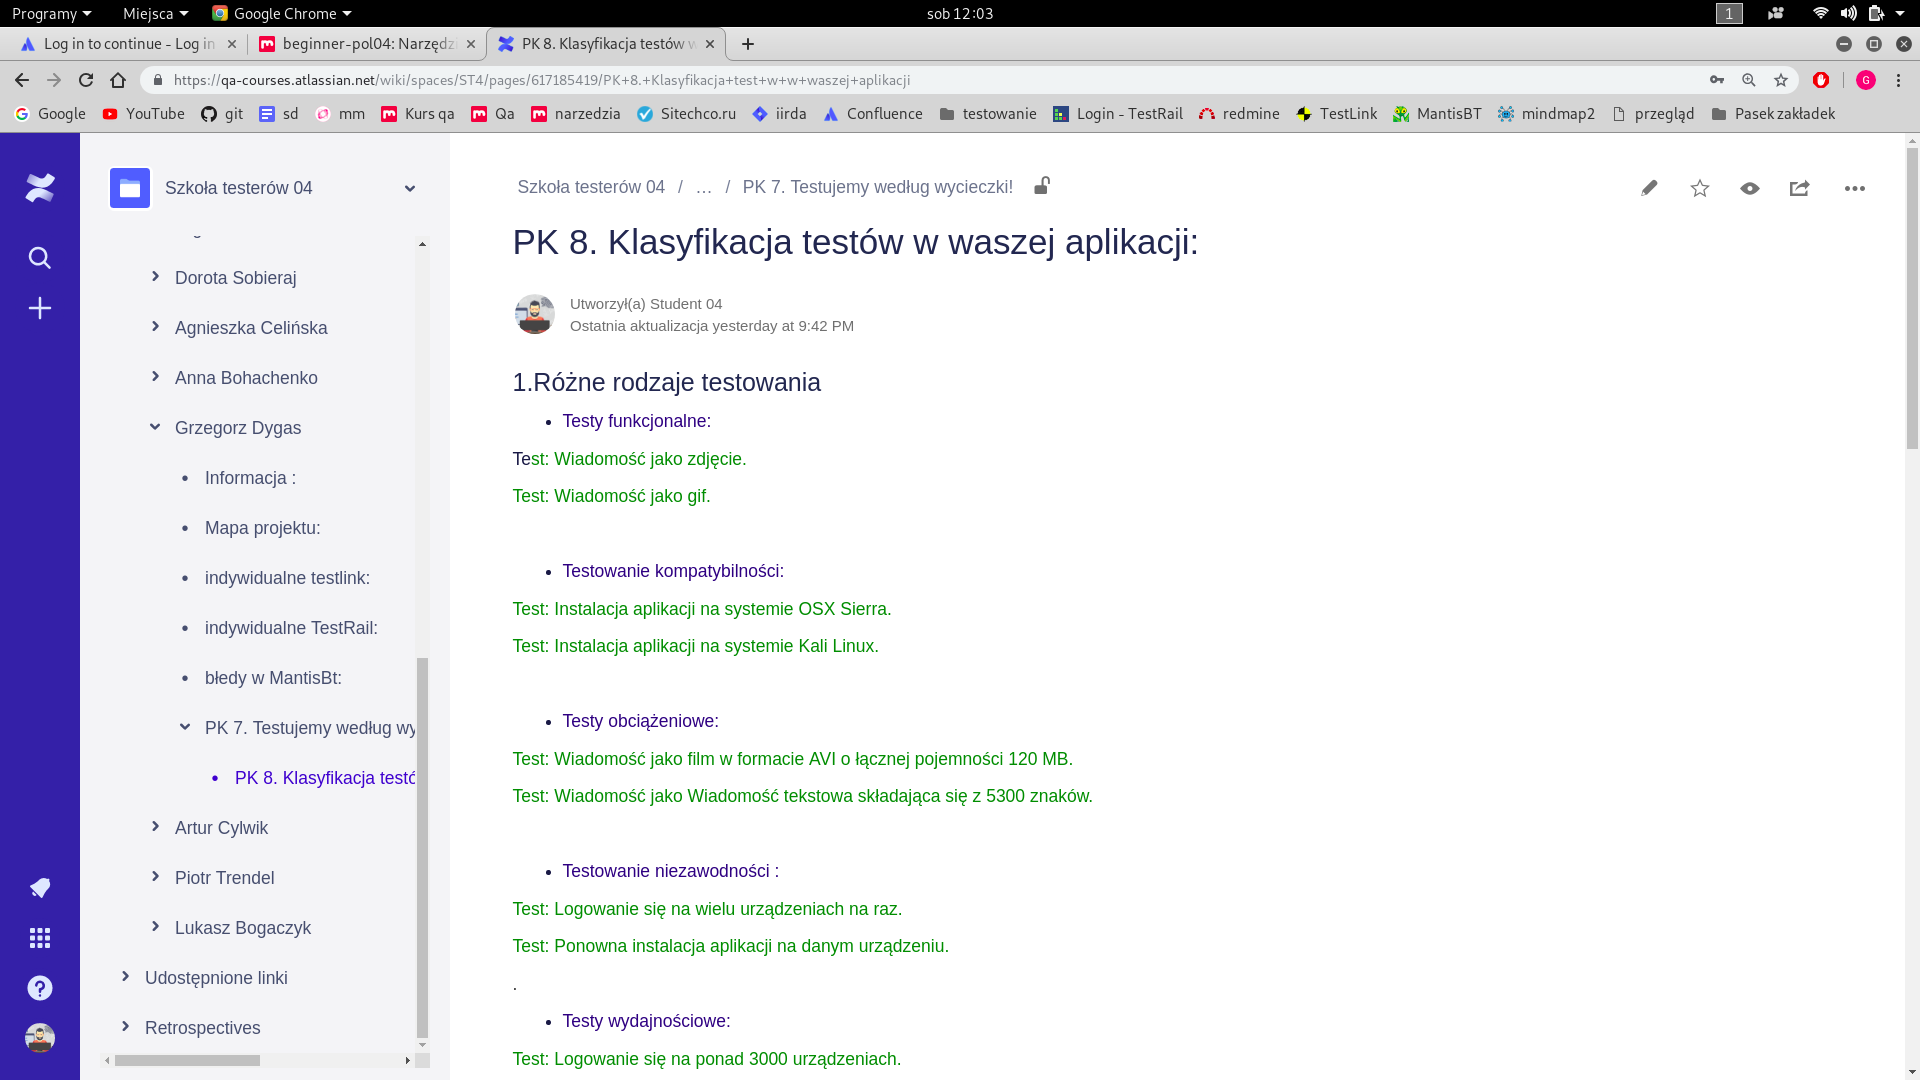 Programy
Miejsca
Google Chrome
sob 12:03
1
Log in to continue - Log in
beginner-pol04: Narzędzi
PK 8. Klasyfikacja testów w
https://qa-courses.atlassian.net/wiki/spaces/ST4/pages/617185419/PK+8.+Klasyfikacja+test+w+w+waszej+aplikacji
G
Google
YouTube
git
sd
mm
Kurs qa
Qa
narzedzia
Sitechco.ru
iirda
Confluence
testowanie
Login - TestRail
redmine
TestLink
MantisBT
mindmap2
przegląd
Pasek zakładek
Szkoła testerów 04
Dorota Sobieraj
Agnieszka Celińska
Anna Bohachenko
Grzegorz Dygas
• Informacja :
• Mapa projektu:
• indywidualne testlink:
• indywidualne TestRail:
• błedy w MantisBt:
PK 7. Testujemy według wy
• PK 8. Klasyfikacja testó
Artur Cylwik
Piotr Trendel
Lukasz Bogaczyk
Udostępnione linki
Retrospectives
Szkoła testerów 04 / ... / PK 7. Testujemy według wycieczki!
PK 8. Klasyfikacja testów w waszej aplikacji:
Utworzył(a) Student 04
Ostatnia aktualizacja yesterday at 9:42 PM
1.Różne rodzaje testowania
• Testy funkcjonalne:
Test: Wiadomość jako zdjęcie.
Test: Wiadomość jako gif.
• Testowanie kompatybilności:
Test: Instalacja aplikacji na systemie OSX Sierra.
Test: Instalacja aplikacji na systemie Kali Linux.
• Testy obciążeniowe:
Test: Wiadomość jako film w formacie AVI o łącznej pojemności 120 MB.
Test: Wiadomość jako Wiadomość tekstowa składająca się z 5300 znaków.
• Testowanie niezawodności :
Test: Logowanie się na wielu urządzeniach na raz.
Test: Ponowna instalacja aplikacji na danym urządzeniu.
.
• Testy wydajnościowe:
Test: Logowanie się na ponad 3000 urządzeniach.